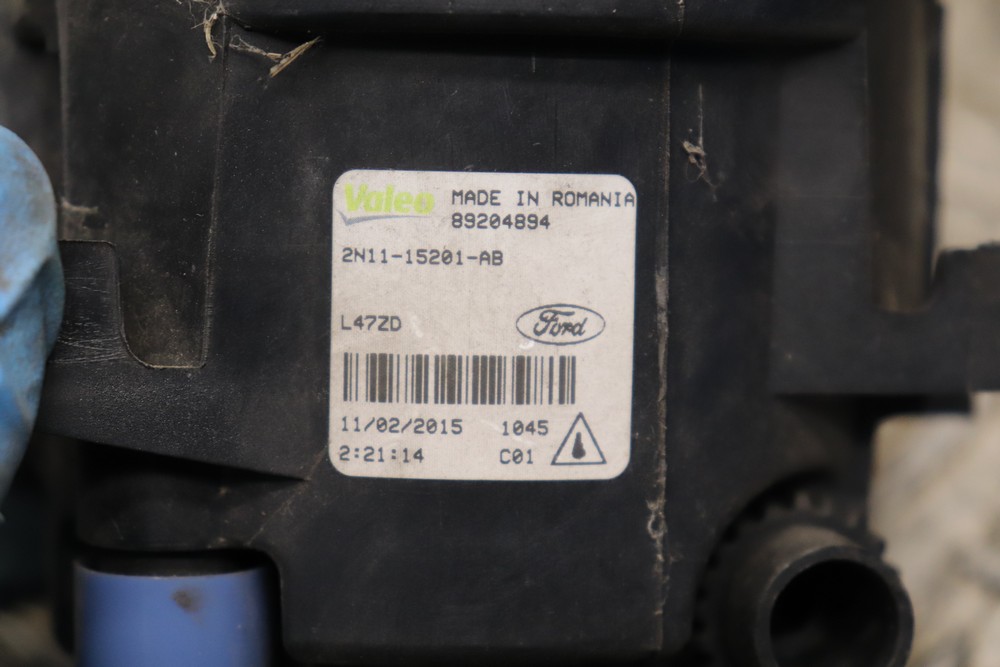 Valeo MADE IN ROMANIA
89204894
2N11-15201-AB
L47ZD Ford
11/02/2015 1045
2:21:14 C01